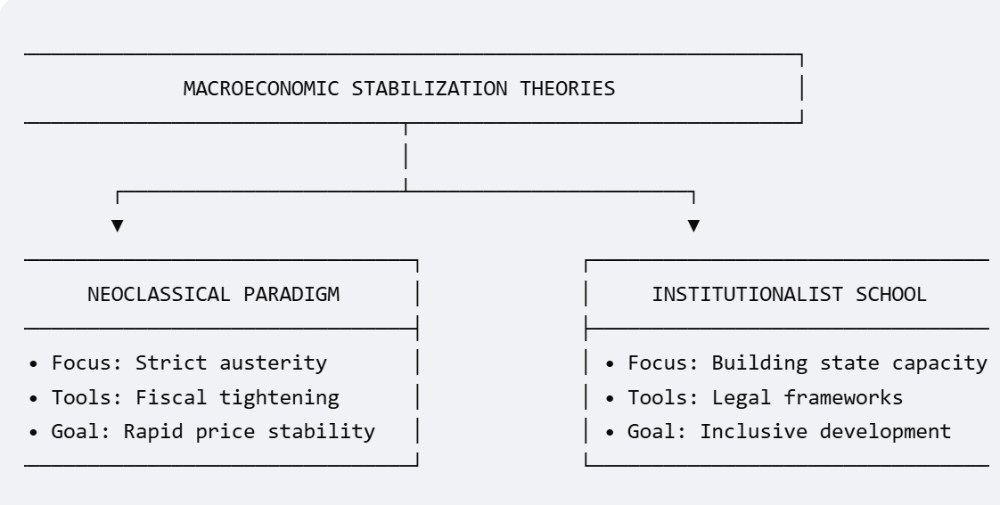 MACROECONOMIC STABILIZATION THEORIES
NEOCLASSICAL PARADIGM
• Focus: Strict austerity
• Tools: Fiscal tightening
• Goal: Rapid price stability
INSTITUTIONALIST SCHOOL
• Focus: Building state capacity
• Tools: Legal frameworks
• Goal: Inclusive development